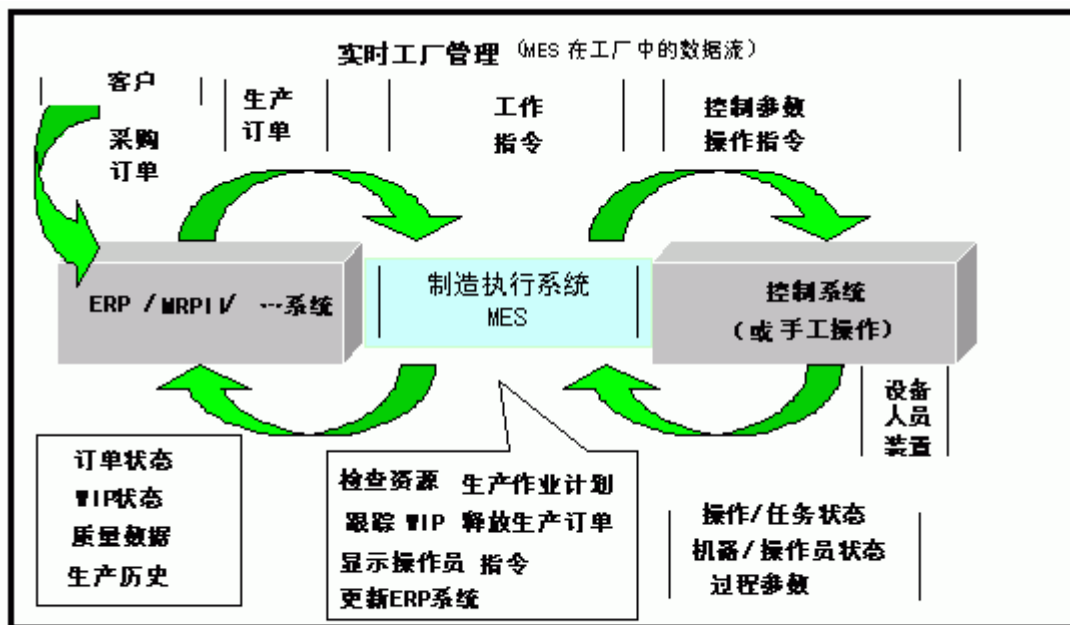 实时工厂管理 (MES 在工厂中的数据流)
客户
采购
订单
生产
订单
工作
指令
控制参数
操作指令
ERP / MRPII/ …系统
制造执行系统
MES
控制系统
(或 手工操作)
设备
人员
装置
订单状态
WIP状态
质量数据
生产历史
检查资源 生产作业计划
跟踪 WIP 释放生产订单
显示操作员 指令
更新ERP系统
操作/任务状态
机器/操作员状态
过程参数